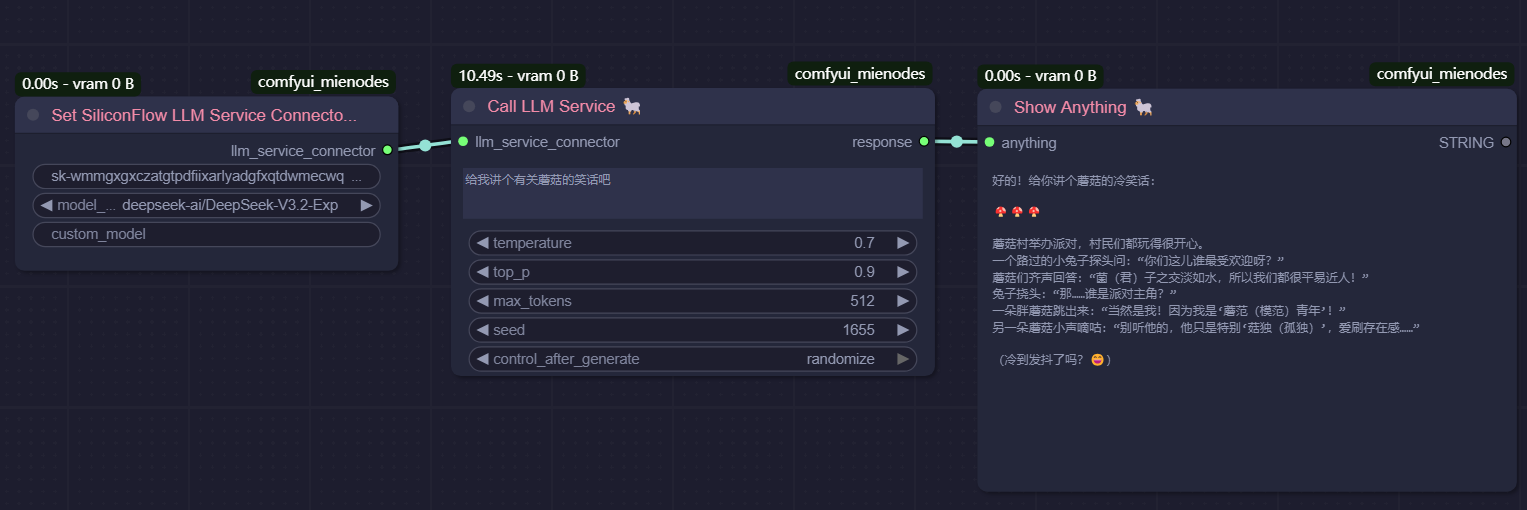 0.00s - vram 0 B
comfyui_mienodes
Set SiliconFlow LLM Service Connecto...
llm_service_connector
sk-wmmgxgxczatgtpdfiixarlyadgfxqtdwmecwq ...
model_... deepseek-ai/DeepSeek-V3.2-Exp
custom_model
10.49s - vram 0 B
comfyui_mienodes
Call LLM Service 🐑
llm_service_connector
response
给我讲个有关蘑菇的笑话吧
temperature 0.7
top_p 0.9
max_tokens 512
seed 1655
control_after_generate randomize
0.00s - vram 0 B
comfyui_mienodes
Show Anything 🐑
anything
STRING
好的！给你讲个蘑菇的冷笑话：
🍄🍄🍄
蘑菇村举办派对，村民们都玩得很开心。
一个路过的小兔子探头问：“你们这儿谁最受欢迎呀？”
蘑菇们齐声回答：“菌（君）子之交淡如水，所以我们都很平易近人！”
兔子挠头：“那……谁是派对主角？”
一朵胖蘑菇跳出来：“当然是我！因为我是‘蘑范（模范）青年’！”
另一朵蘑菇小声嘀咕：“别听他的，他只是特别‘菇独（孤独）’，爱刷存在感……”
（冷到发抖了吗？😄）